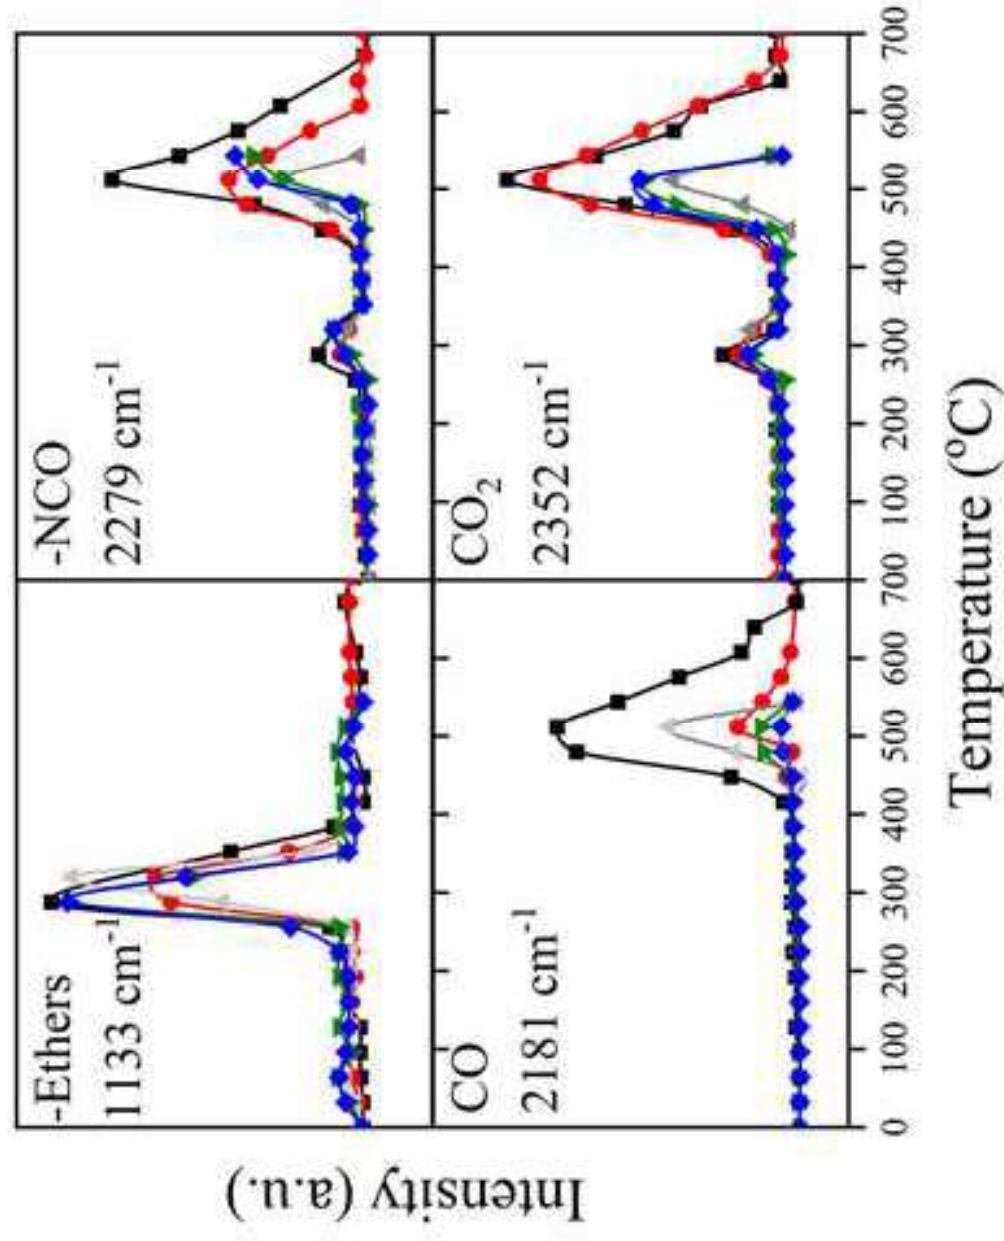 -Ethers
1133 cm⁻¹
-NCO
2279 cm⁻¹
CO
2181 cm⁻¹
CO₂
2352 cm⁻¹
Intensity (a.u.)
0 100 200 300 400 500 600 700 100 200 300 400 500 600 700
Temperature (°C)